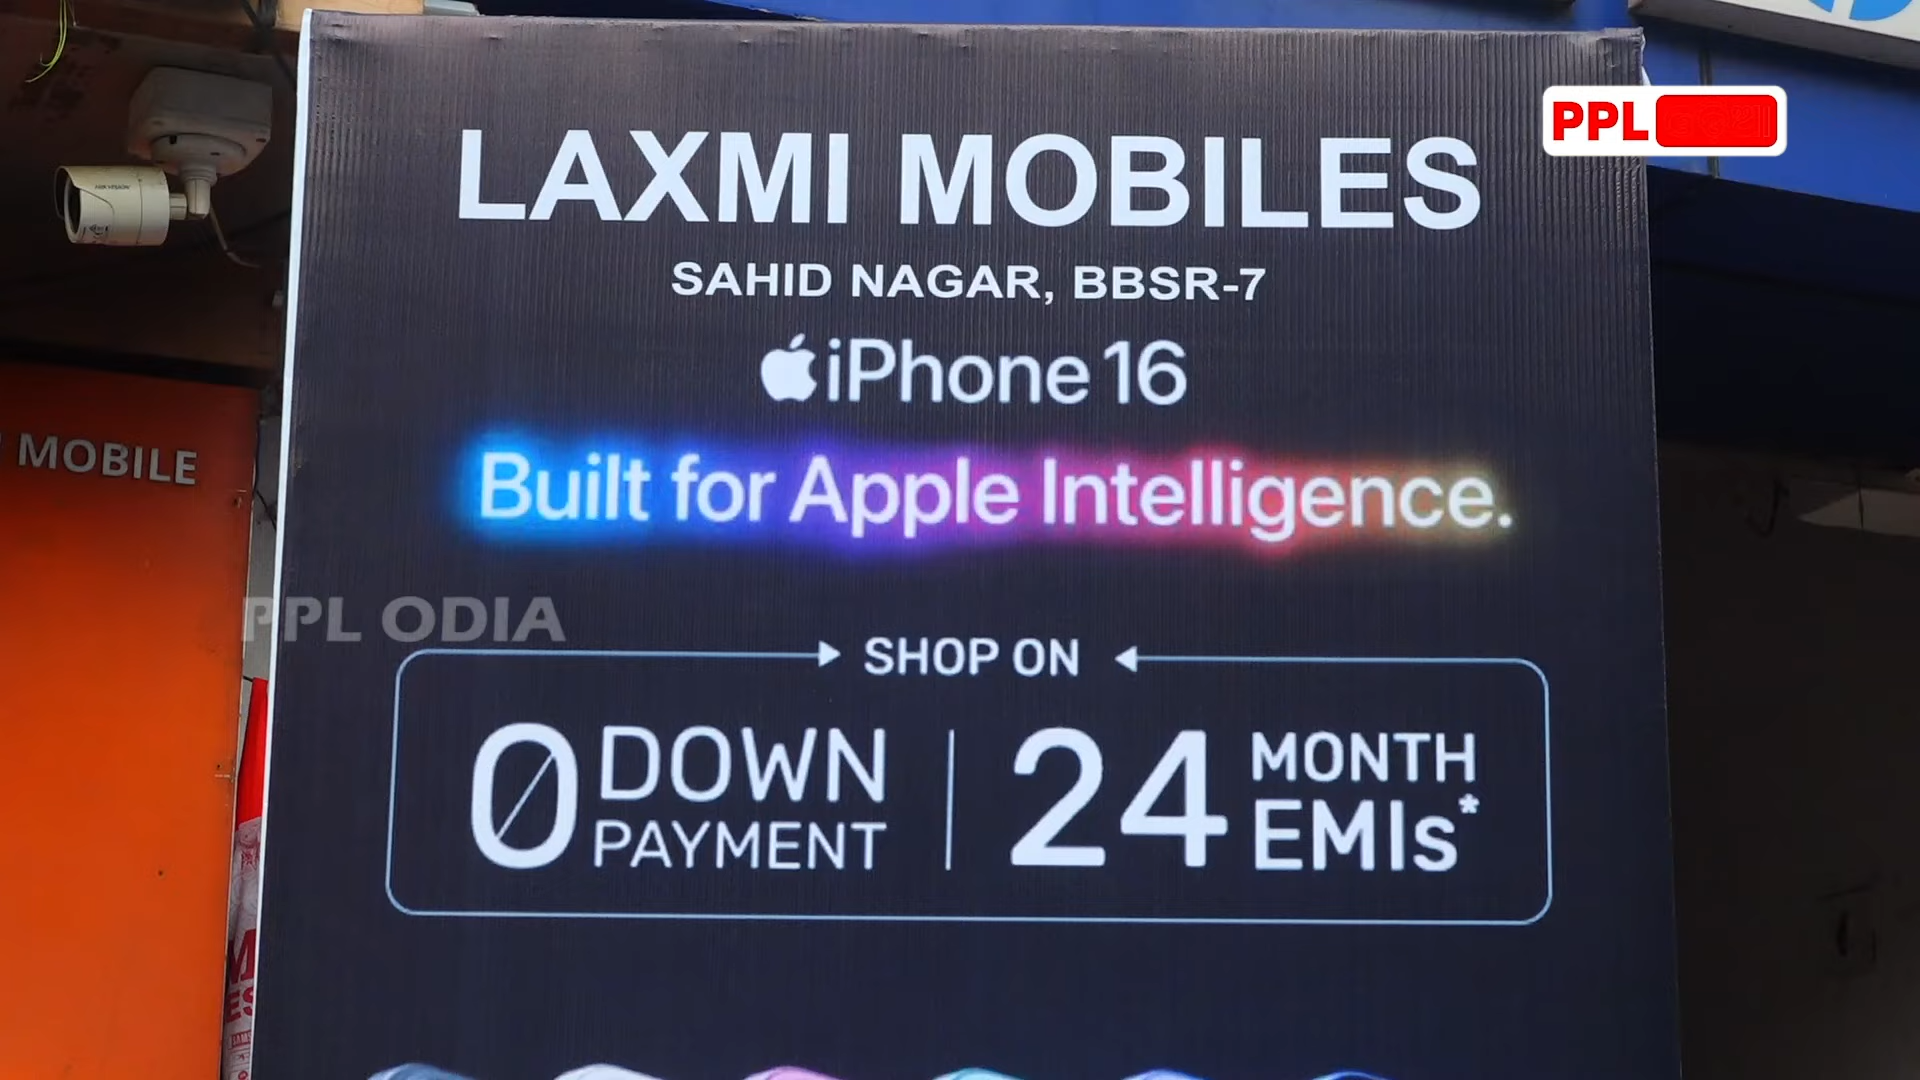 LAXMI MOBILES
SAHID NAGAR, BBSR-7
iPhone 16
Built for Apple Intelligence.
SHOP ON
0 DOWN PAYMENT
24 MONTH EMIs*
MOBILE
PPL
PPL ODIA
HIKVISION